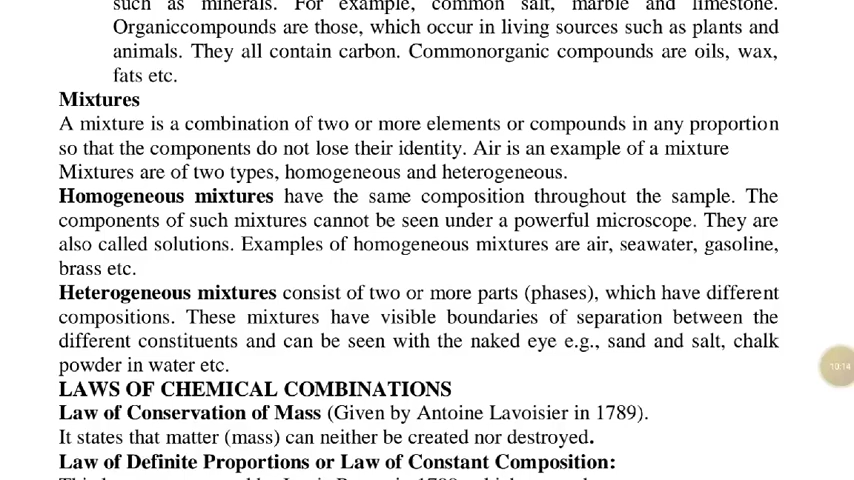 such as minerals. For example, common salt, marble and limestone.
Organiccompounds are those, which occur in living sources such as plants and
animals. They all contain carbon. Commonorganic compounds are oils, wax,
fats etc.
Mixtures
A mixture is a combination of two or more elements or compounds in any proportion
so that the components do not lose their identity. Air is an example of a mixture
Mixtures are of two types, homogeneous and heterogeneous.
Homogeneous mixtures have the same composition throughout the sample. The
components of such mixtures cannot be seen under a powerful microscope. They are
also called solutions. Examples of homogeneous mixtures are air, seawater, gasoline,
brass etc.
Heterogeneous mixtures consist of two or more parts (phases), which have different
compositions. These mixtures have visible boundaries of separation between the
different constituents and can be seen with the naked eye e.g., sand and salt, chalk
powder in water etc.
LAWS OF CHEMICAL COMBINATIONS
Law of Conservation of Mass (Given by Antoine Lavoisier in 1789).
It states that matter (mass) can neither be created nor destroyed.
Law of Definite Proportions or Law of Constant Composition:
10:14